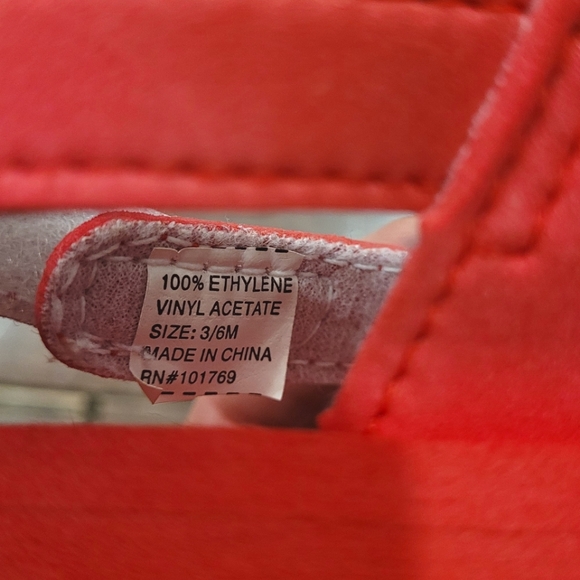 100% ETHYLENE
VINYL ACETATE
SIZE: 3/6M
MADE IN CHINA
RN#101769